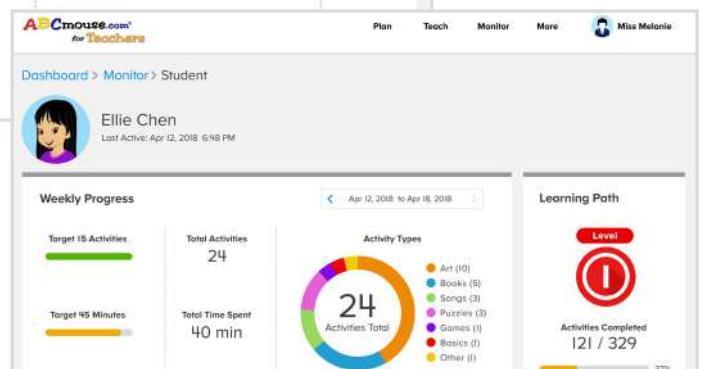 ABCmouse.com®
for Teachers
Plan Teach Monitor More Miss Melanie
Dashboard > Monitor > Student
Ellie Chen
Last Active: Apr 12, 2018 6:48 PM
Weekly Progress
Apr 12, 2018 to Apr 18, 2018
Target 15 Activities
Target 45 Minutes
Total Activities
24
Total Time Spent
40 min
Activity Types
24
Activities Total
Art (10)
Books (5)
Songs (3)
Puzzles (3)
Games (1)
Basics (1)
Other (1)
Learning Path
Level
1
Activities Completed
121 / 329
37%